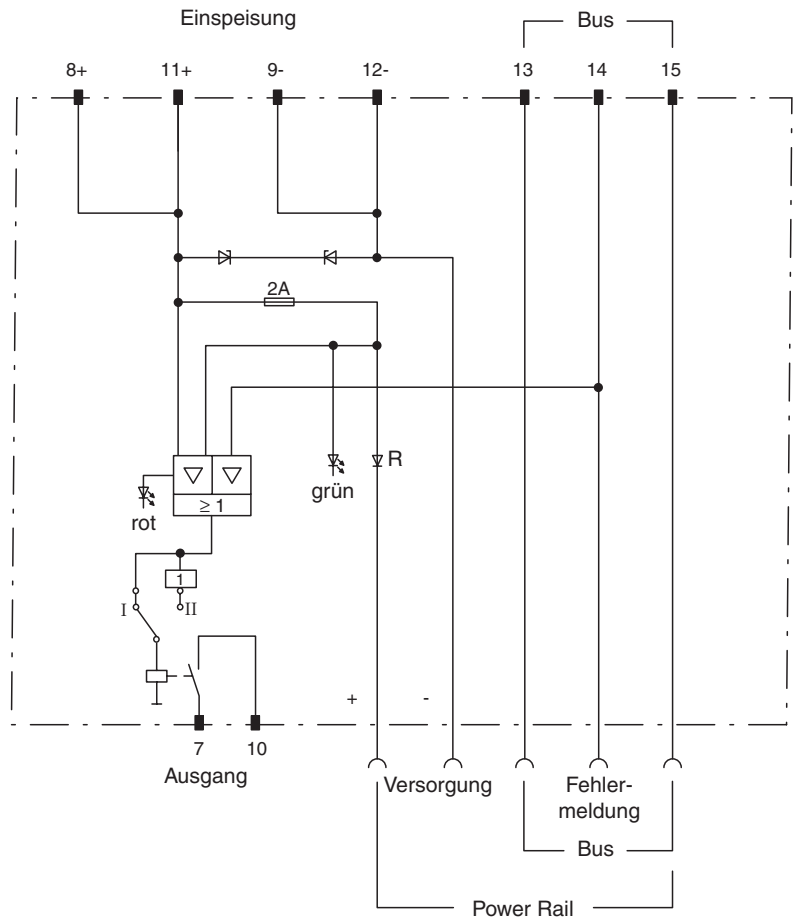 Einspeisung
Bus
8+ 11+ 9- 12- 13 14 15
2A
R
grün
≥ 1
rot
1
I II
+ -
7 10
Ausgang
Versorgung
Fehler-
meldung
Bus
Power Rail